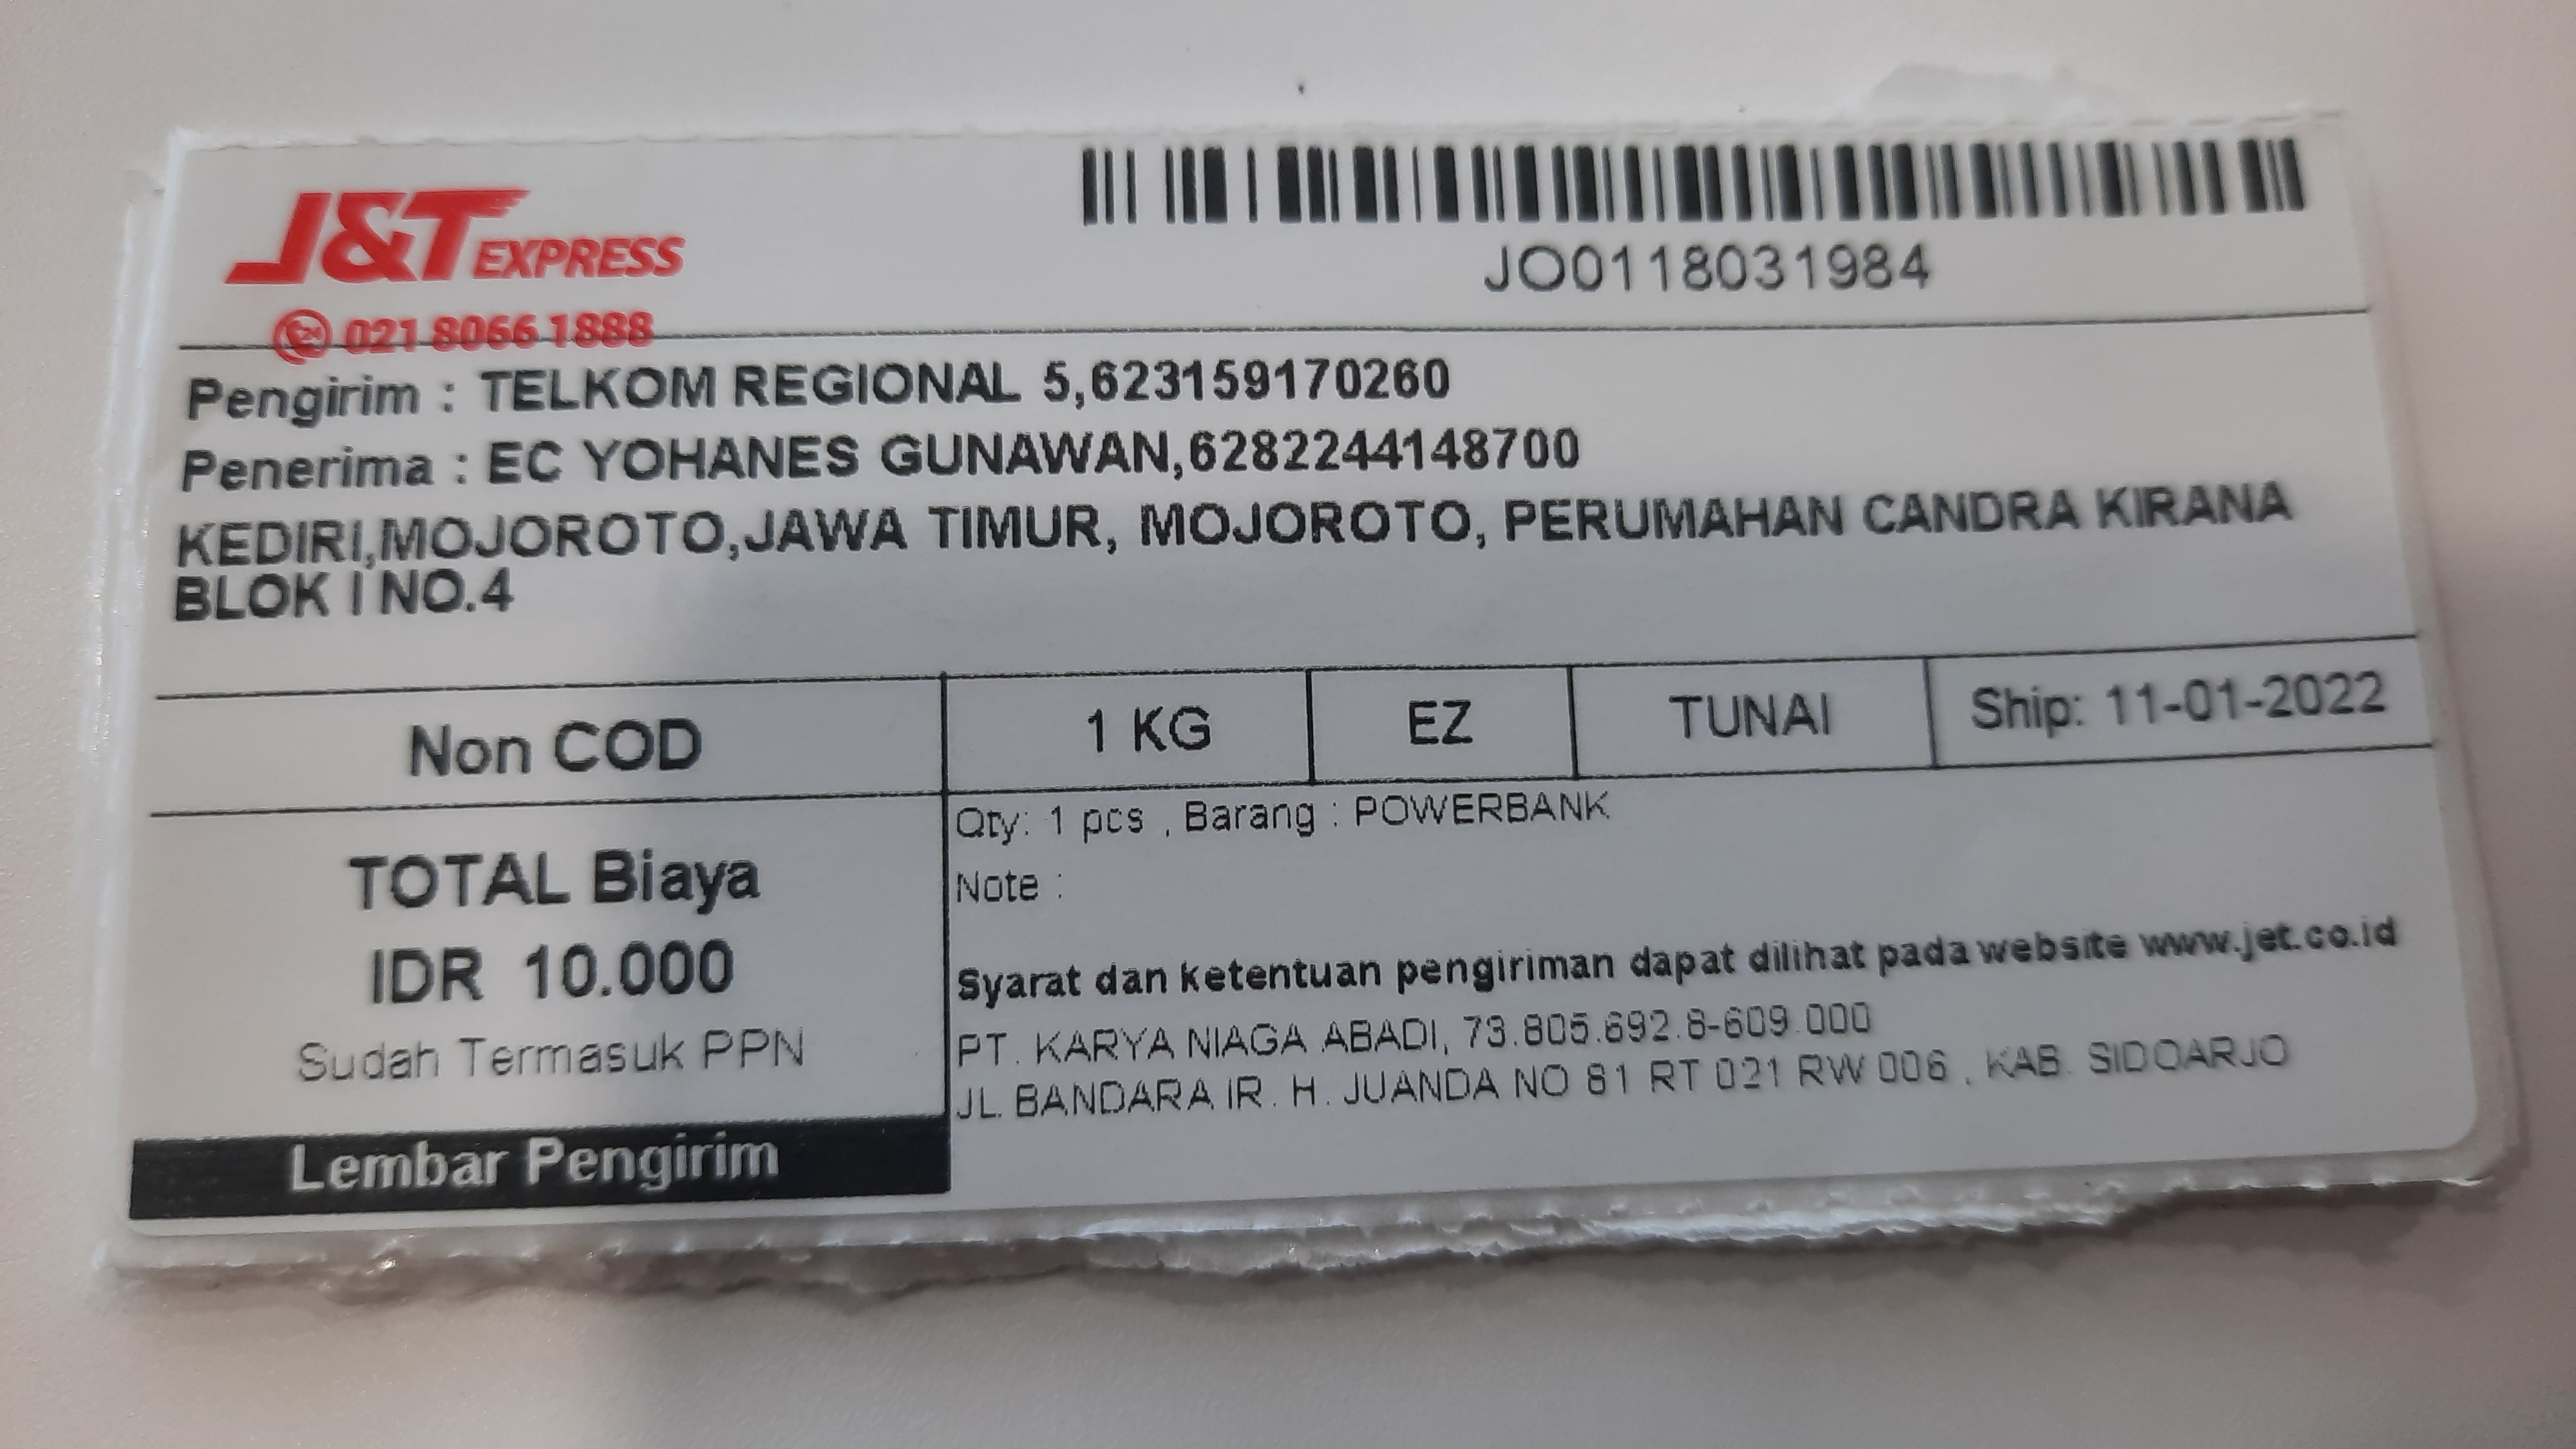 J&T EXPRESS
021 8066 1888
JO0118031984
Pengirim : TELKOM REGIONAL 5,623159170260
Penerima : EC YOHANES GUNAWAN,6282244148700
KEDIRI,MOJOROTO,JAWA TIMUR, MOJOROTO, PERUMAHAN CANDRA KIRANA
BLOK I NO.4
Non COD
1 KG
EZ
TUNAI
Ship: 11-01-2022
TOTAL Biaya
IDR 10.000
Sudah Termasuk PPN
Lembar Pengirim
Qty: 1 pcs , Barang : POWERBANK
Note :
Syarat dan ketentuan pengiriman dapat dilihat pada website www.jet.co.id
PT. KARYA NIAGA ABADI, 73.805.692.8-609.000
JL. BANDARA IR. H. JUANDA NO 81 RT 021 RW 006 , KAB. SIDOARJO